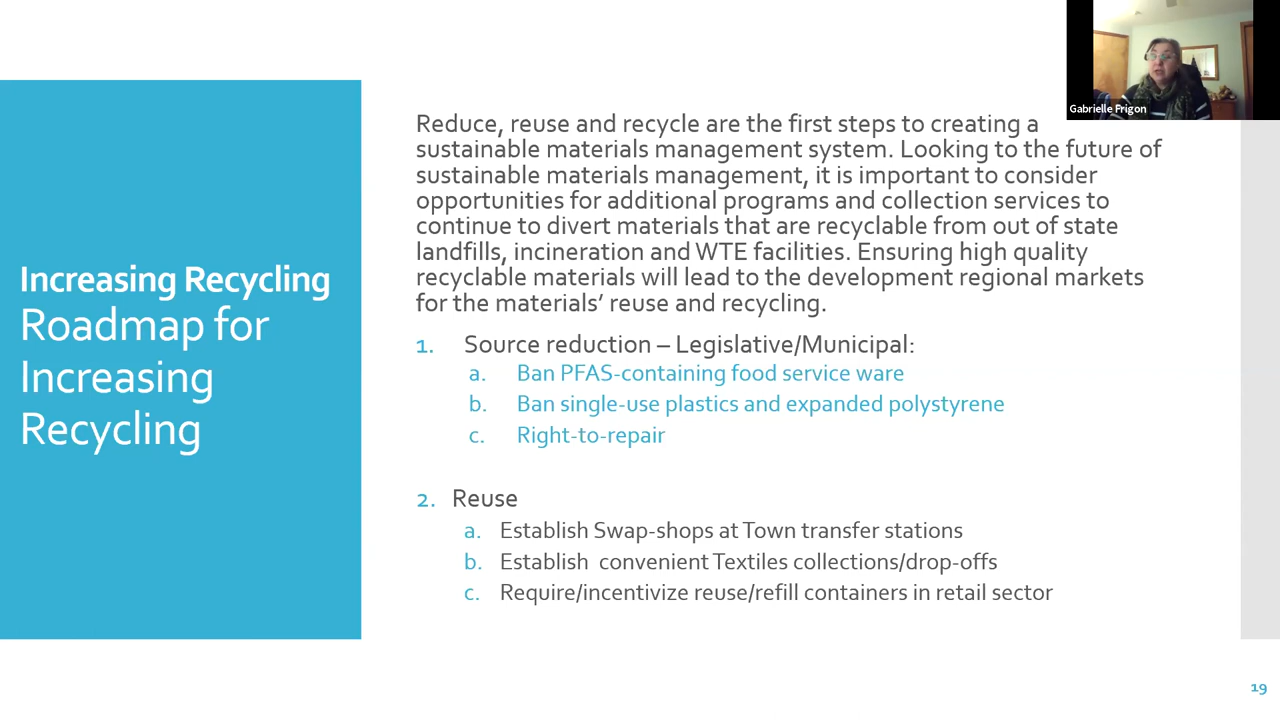 Gabrielle Frigon
Increasing Recycling
Roadmap for
Increasing
Recycling
Reduce, reuse and recycle are the first steps to creating a
sustainable materials management system. Looking to the future of
sustainable materials management, it is important to consider
opportunities for additional programs and collection services to
continue to divert materials that are recyclable from out of state
landfills, incineration and WTE facilities. Ensuring high quality
recyclable materials will lead to the development regional markets
for the materials’ reuse and recycling.
1. Source reduction – Legislative/Municipal:
a. Ban PFAS-containing food service ware
b. Ban single-use plastics and expanded polystyrene
c. Right-to-repair
2. Reuse
a. Establish Swap-shops at Town transfer stations
b. Establish convenient Textiles collections/drop-offs
c. Require/incentivize reuse/refill containers in retail sector
19